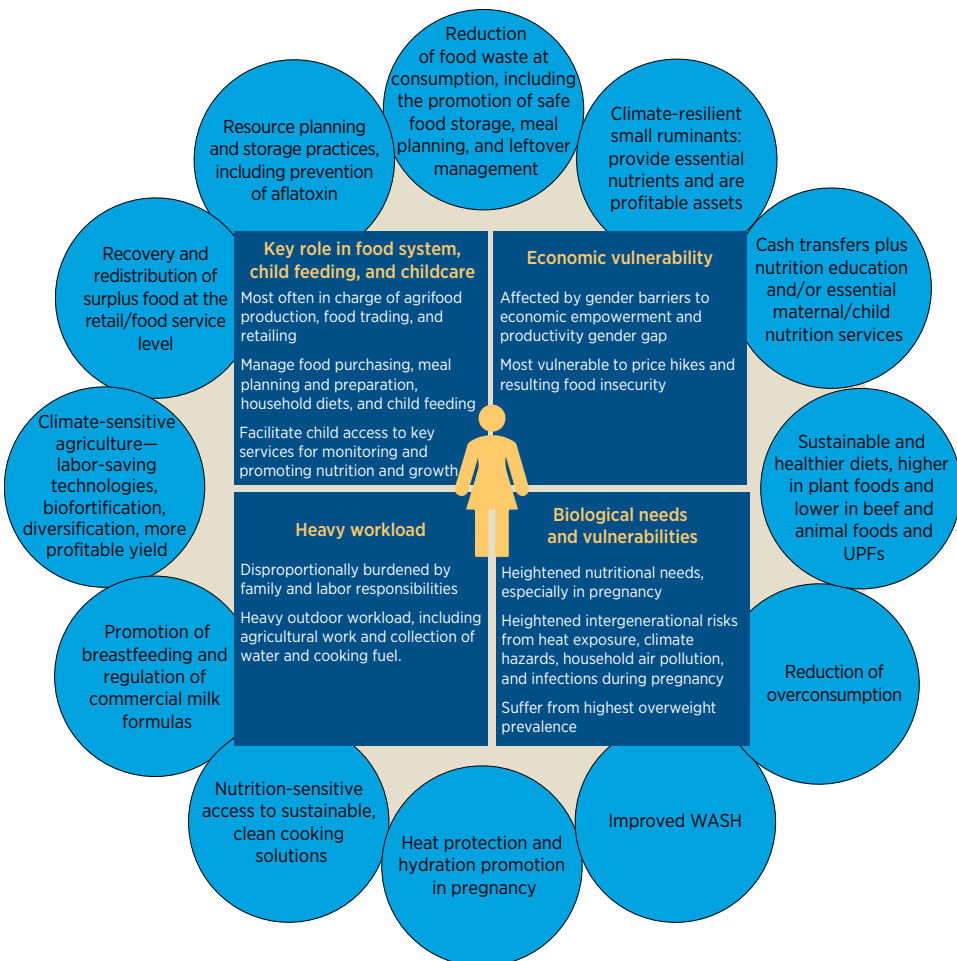 Reduction
of food waste at
consumption, including
the promotion of safe
food storage, meal
planning, and leftover
management
Climate-resilient
small ruminants:
provide essential
nutrients and are
profitable assets
Cash transfers plus
nutrition education
and/or essential
maternal/child
nutrition services
Sustainable and
healthier diets, higher
in plant foods and
lower in beef and
animal foods and
UPFs
Reduction of
overconsumption
Improved WASH
Heat protection and
hydration promotion
in pregnancy
Nutrition-sensitive
access to sustainable,
clean cooking
solutions
Promotion of
breastfeeding and
regulation of
commercial milk
formulas
Climate-sensitive
agriculture—
labor-saving
technologies,
biofortification,
diversification, more
profitable yield
Recovery and
redistribution of
surplus food at the
retail/food service
level
Resource planning
and storage practices,
including prevention
of aflatoxin
Key role in food system,
child feeding, and childcare
Most often in charge of agrifood
production, food trading, and
retailing
Manage food purchasing, meal
planning and preparation,
household diets, and child feeding
Facilitate child access to key
services for monitoring and
promoting nutrition and growth
Economic vulnerability
Affected by gender barriers to
economic empowerment and
productivity gender gap
Most vulnerable to price hikes and
resulting food insecurity
Heavy workload
Disproportionally burdened by
family and labor responsibilities
Heavy outdoor workload, including
agricultural work and collection of
water and cooking fuel.
Biological needs
and vulnerabilities
Heightened nutritional needs,
especially in pregnancy
Heightened intergenerational risks
from heat exposure, climate
hazards, household air pollution,
and infections during pregnancy
Suffer from highest overweight
prevalence